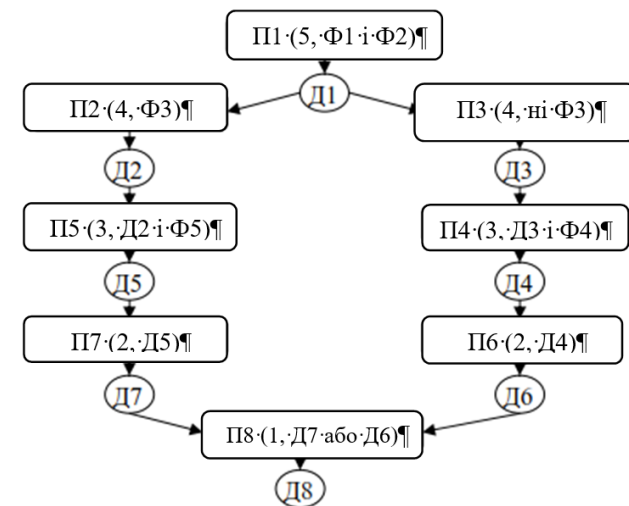 П1·(5,·Ф1·і·Ф2)¶
Д1
П2·(4,·Ф3)¶
П3·(4,·ні·Ф3)¶
Д2
Д3
П5·(3,·Д2·і·Ф5)¶
П4·(3,·Д3·і·Ф4)¶
Д5
Д4
П7·(2,·Д5)¶
П6·(2,·Д4)¶
Д7
Д6
П8·(1,·Д7·або·Д6)¶
Д8